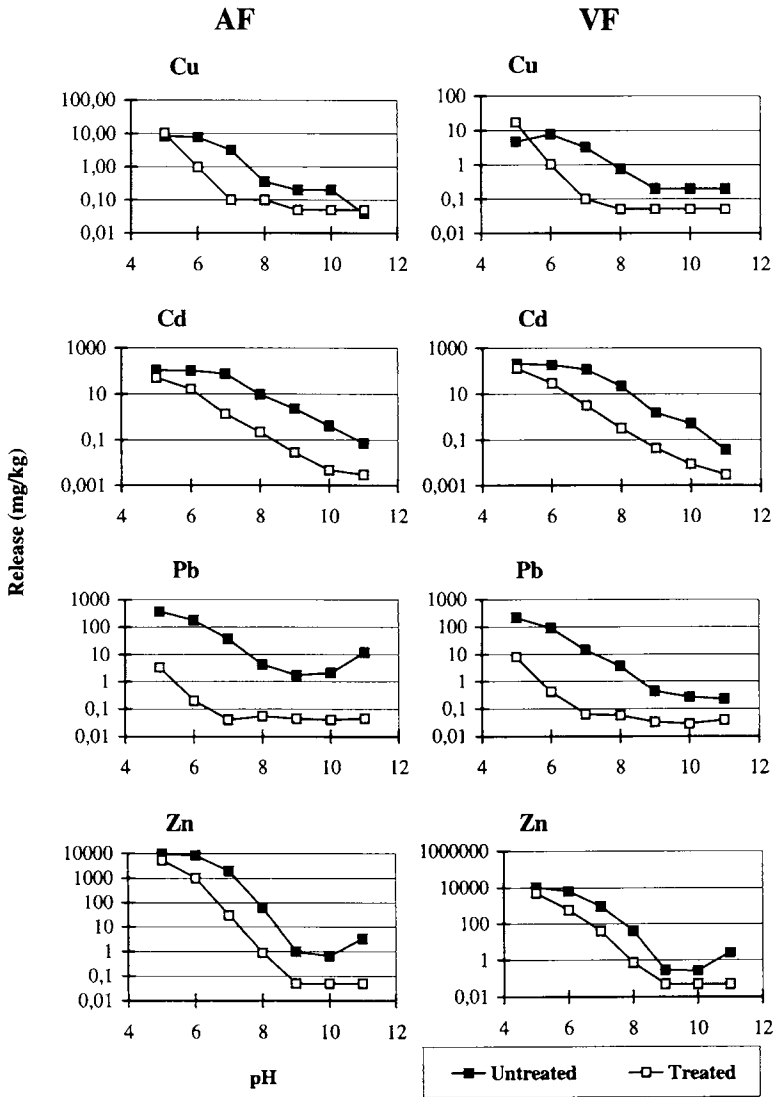 AF VF
Cu Cu
100,00 100
10,00 10
1,00 1
0,10 0,1
0,01 0,01
4 6 8 10 12 4 6 8 10 12
Cd Cd
1000 1000
10 10
0,1 0,1
0,001 0,001
4 6 8 10 12 4 6 8 10 12
Release (mg/kg)
Pb Pb
1000 1000
100 100
10 10
1 1
0,1 0,1
0,01 0,01
4 6 8 10 12 4 6 8 10 12
Zn Zn
10000 1000000
1000 10000
100 100
10 1
1 0,01
0,1
0,01
4 6 8 10 12 4 6 8 10 12
pH
Untreated Treated